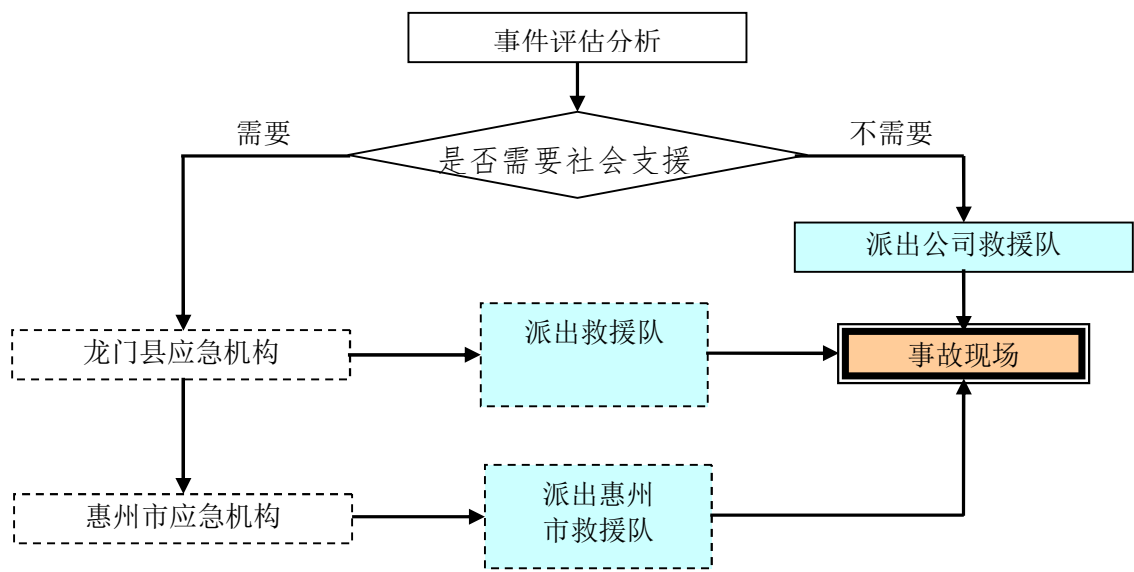 事件评估分析
需要
不需要
是否需要社会支援
派出公司救援队
龙门县应急机构
派出救援队
事故现场
惠州市应急机构
派出惠州
市救援队